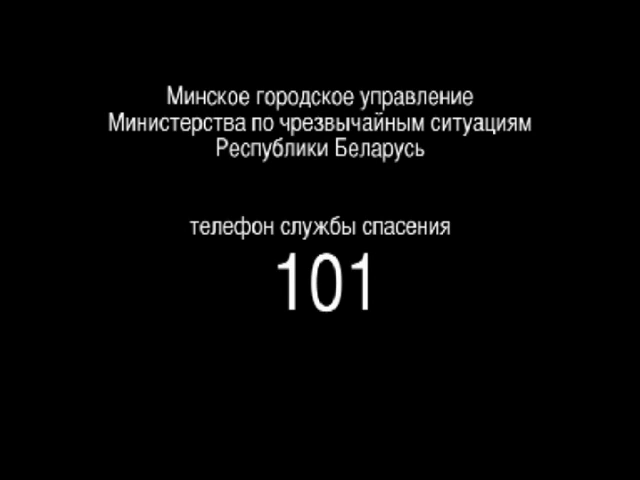 Минское городское управление
Министерства по чрезвычайным ситуациям
Республики Беларусь
телефон службы спасения
101